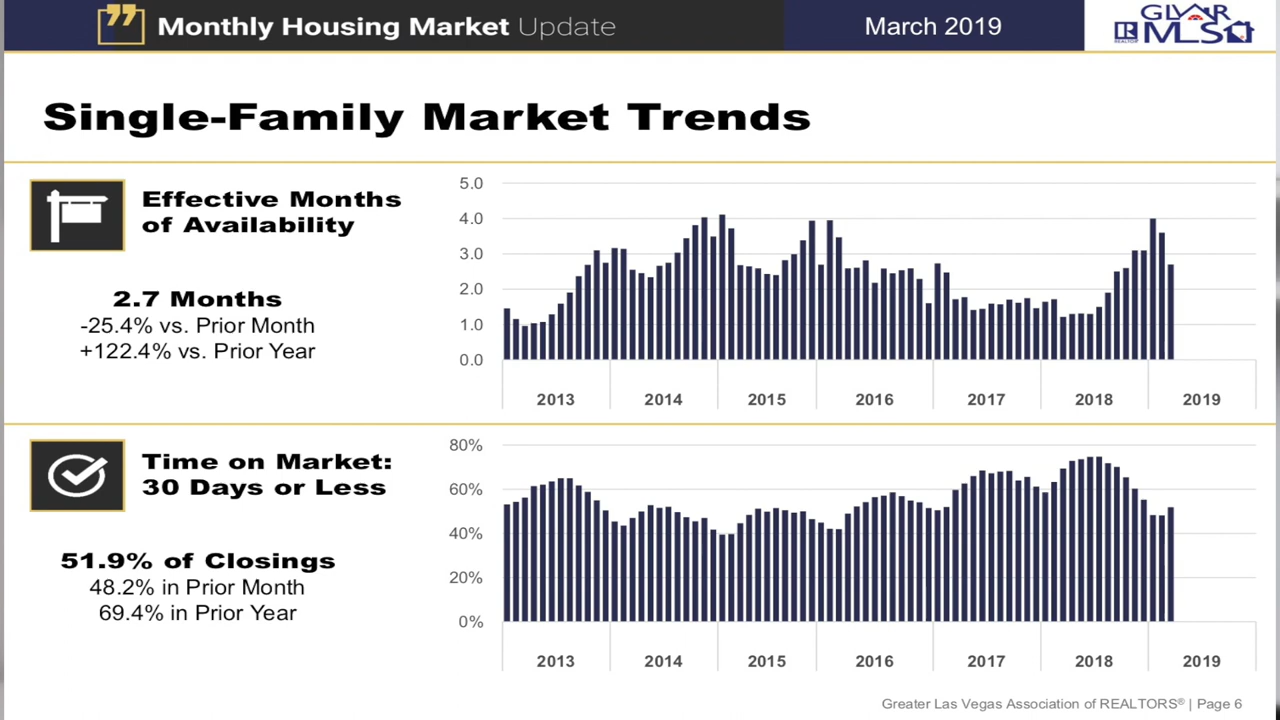 Monthly Housing Market Update
March 2019
GLVAR
REALTOR®
MLS
Single-Family Market Trends
Effective Months
of Availability
2.7 Months
-25.4% vs. Prior Month
+122.4% vs. Prior Year
5.0
4.0
3.0
2.0
1.0
0.0
2013 2014 2015 2016 2017 2018 2019
Time on Market:
30 Days or Less
51.9% of Closings
48.2% in Prior Month
69.4% in Prior Year
80%
60%
40%
20%
0%
2013 2014 2015 2016 2017 2018 2019
Greater Las Vegas Association of REALTORS® | Page 6